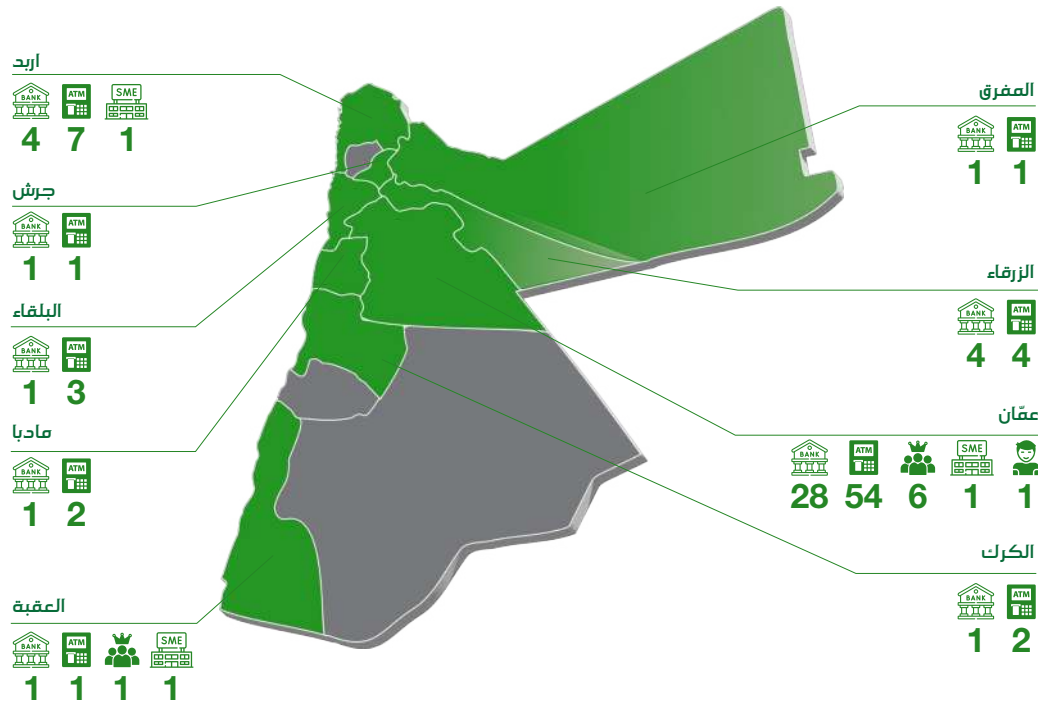 اربد
BANK ATM SME
4 7 1
جرش
BANK ATM
1 1
البلقاء
BANK ATM
1 3
مادبا
BANK ATM
1 2
العقبة
BANK ATM SME
1 1 1 1
المفرق
BANK ATM
1 1
الزرقاء
BANK ATM
4 4
عمّان
BANK ATM SME
28 54 6 1 1
الكرك
BANK ATM
1 2